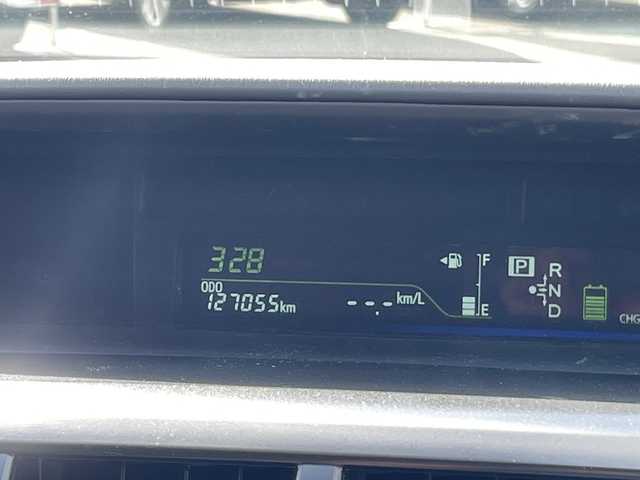 328
ODO
127055km
--.- km/L
F
E
P
R
N
D
CHG